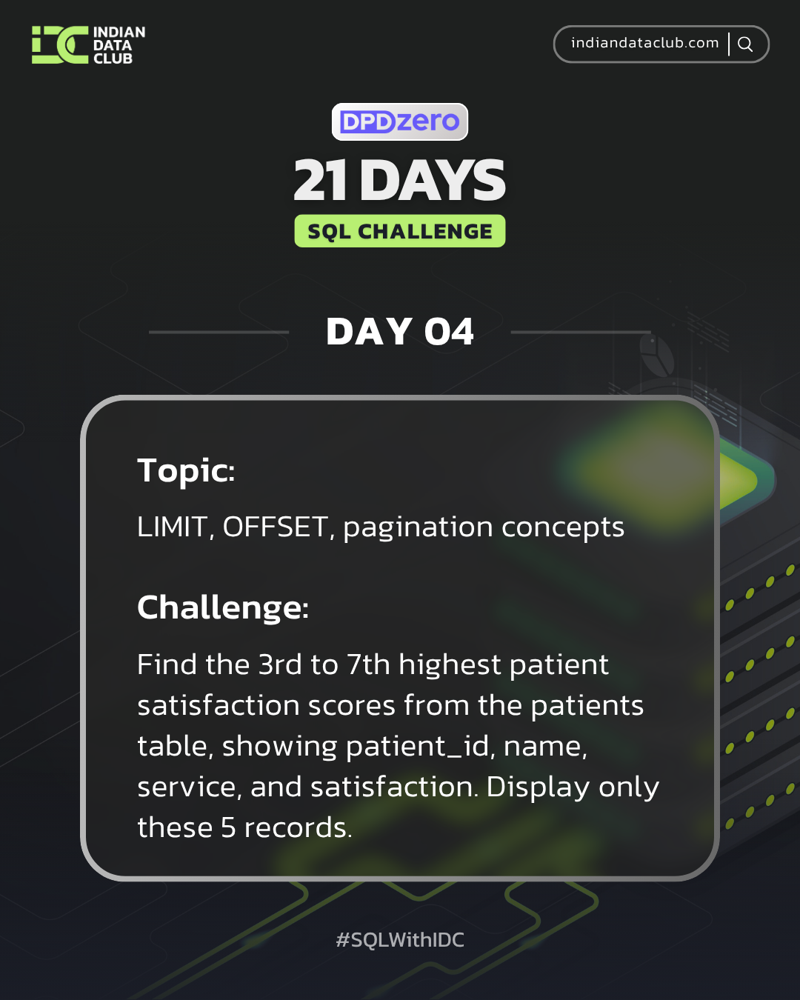 INDIAN
DATA
CLUB
indiandataclub.com
DPDzero
21 DAYS
SQL CHALLENGE
DAY 04
Topic:
LIMIT, OFFSET, pagination concepts
Challenge:
Find the 3rd to 7th highest patient
satisfaction scores from the patients
table, showing patient_id, name,
service, and satisfaction. Display only
these 5 records.
#SQLWithIDC